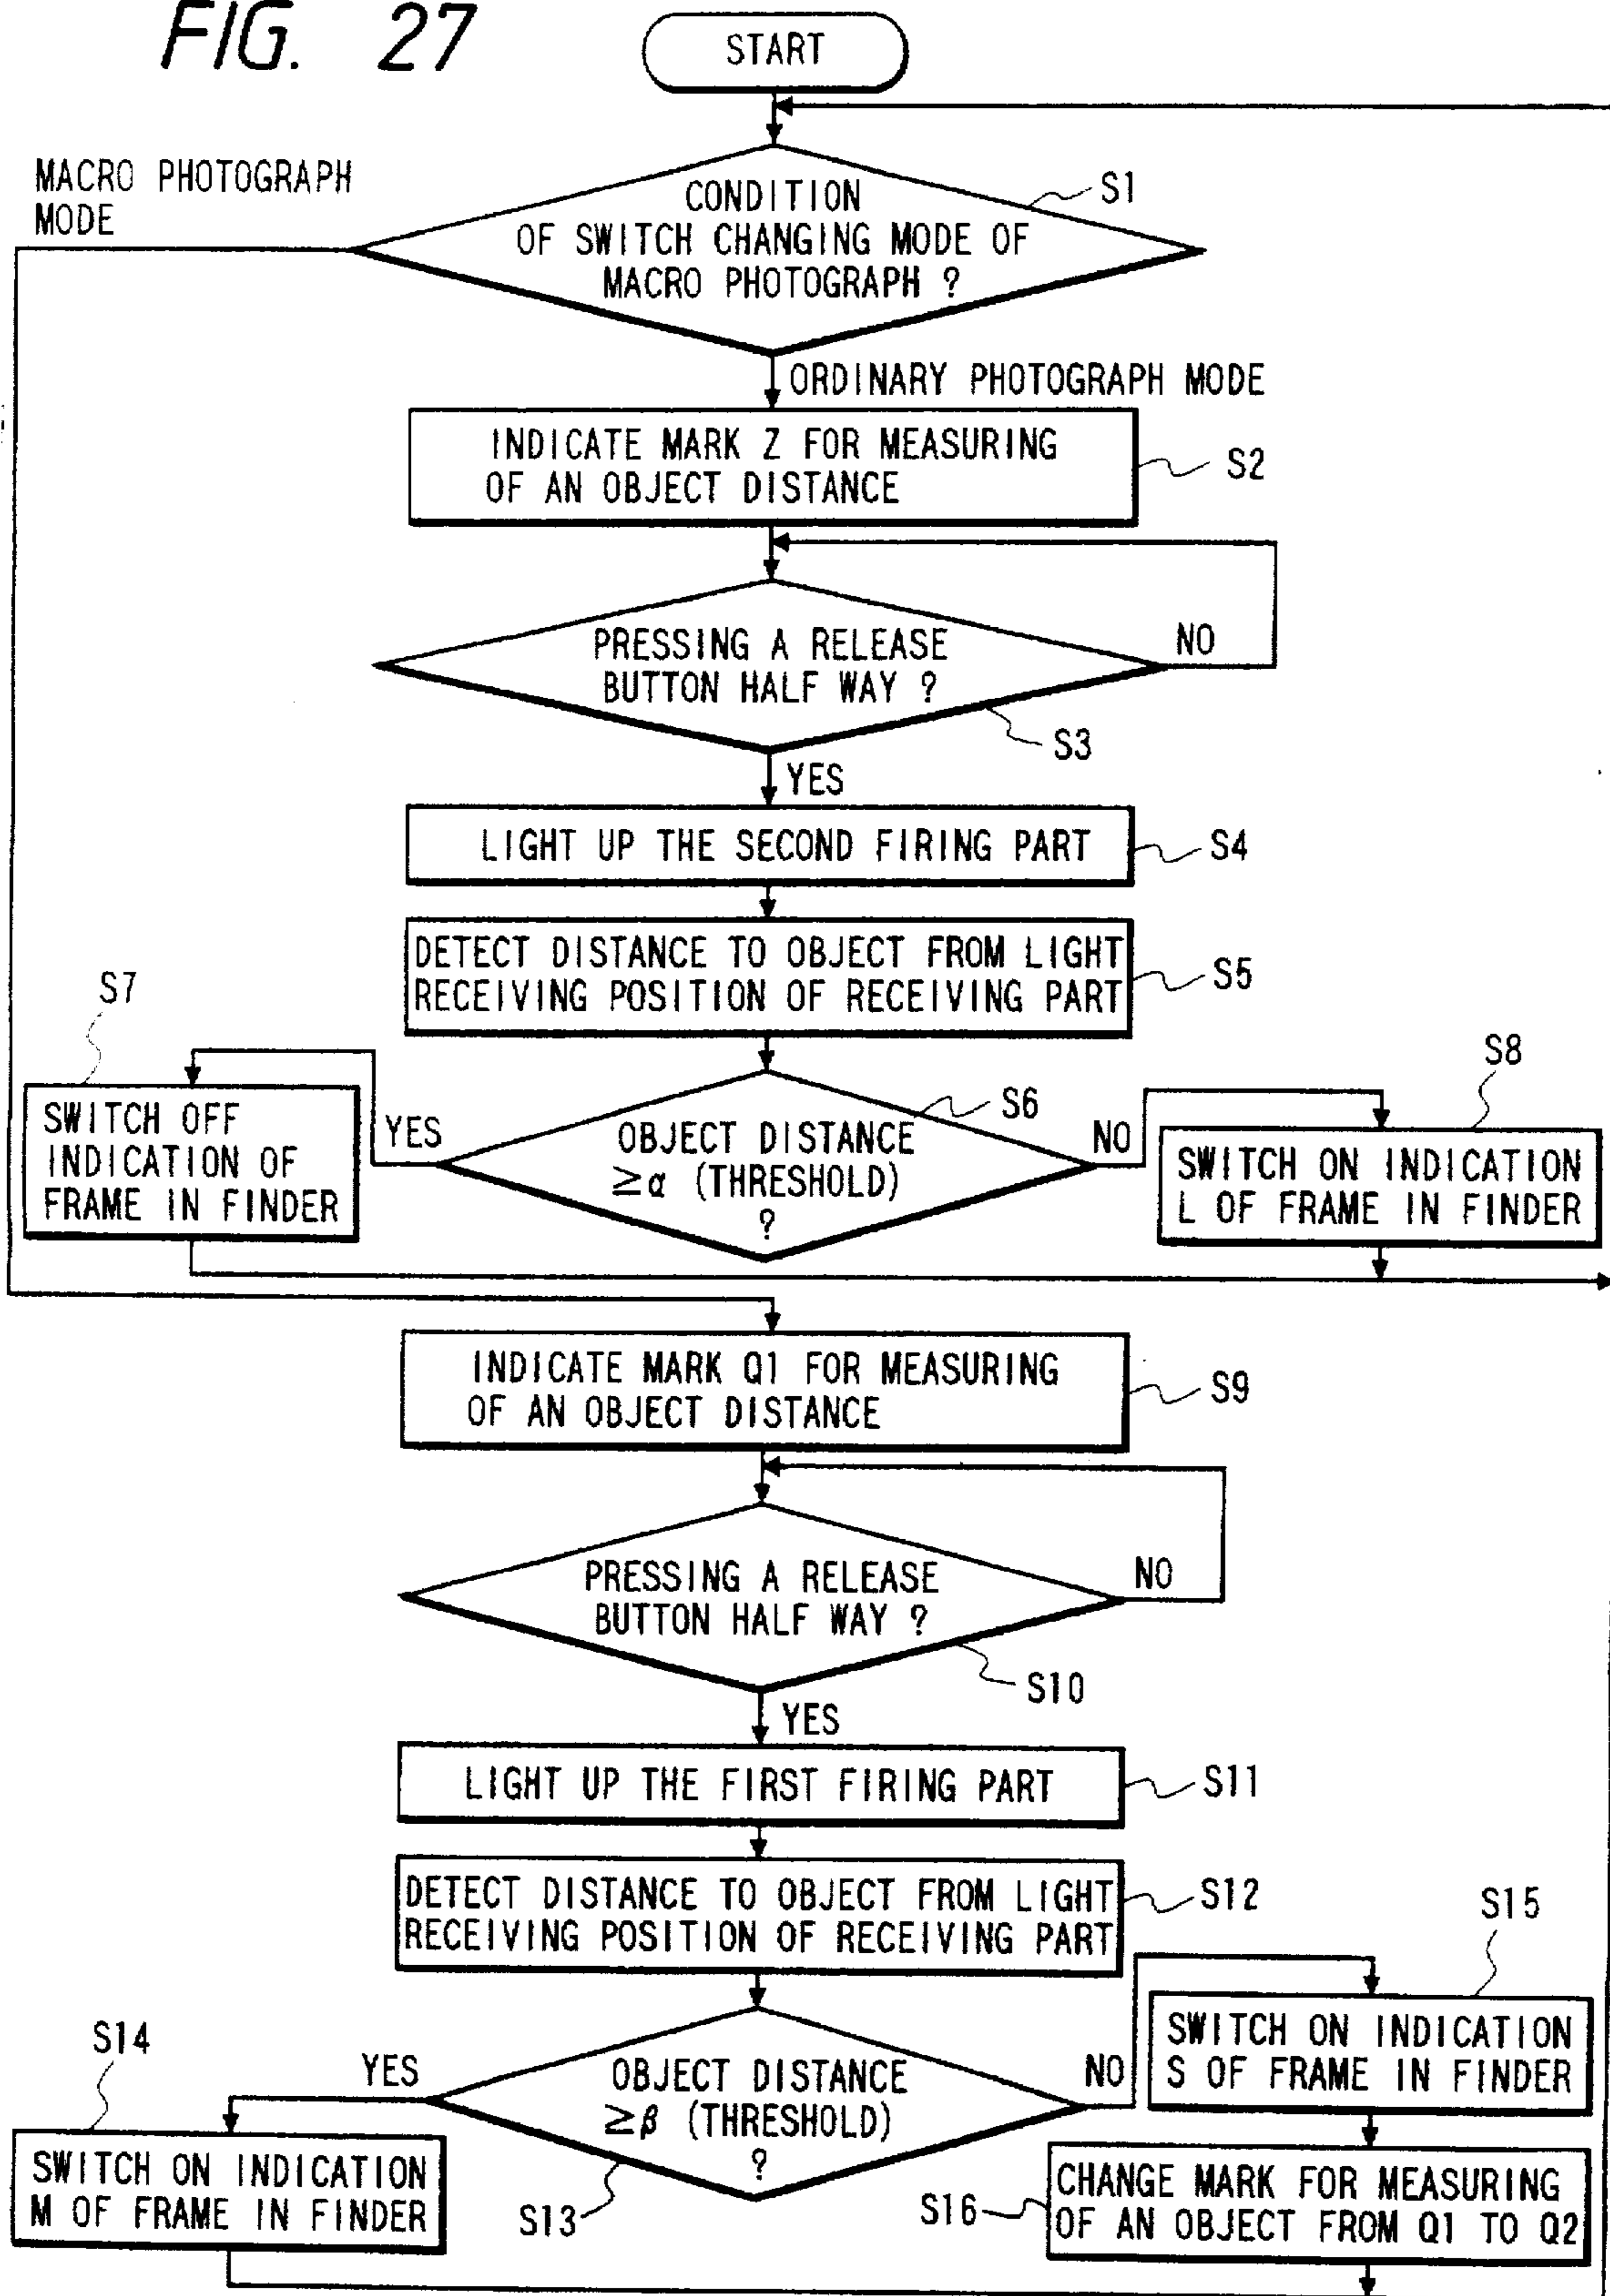 FIG. 27
START
MACRO PHOTOGRAPH
MODE
CONDITION
OF SWITCH CHANGING MODE OF
MACRO PHOTOGRAPH ?
S1
ORDINARY PHOTOGRAPH MODE
INDICATE MARK Z FOR MEASURING
OF AN OBJECT DISTANCE
S2
PRESSING A RELEASE
BUTTON HALF WAY ?
NO
S3
YES
LIGHT UP THE SECOND FIRING PART
S4
DETECT DISTANCE TO OBJECT FROM LIGHT
RECEIVING POSITION OF RECEIVING PART
S5
S7
SWITCH OFF
INDICATION OF
FRAME IN FINDER
YES
OBJECT DISTANCE
≧α (THRESHOLD)
?
S6
NO
S8
SWITCH ON INDICATION
L OF FRAME IN FINDER
INDICATE MARK Q1 FOR MEASURING
OF AN OBJECT DISTANCE
S9
PRESSING A RELEASE
BUTTON HALF WAY ?
NO
S10
YES
LIGHT UP THE FIRST FIRING PART
S11
DETECT DISTANCE TO OBJECT FROM LIGHT
RECEIVING POSITION OF RECEIVING PART
S12
S14
YES
SWITCH ON INDICATION
M OF FRAME IN FINDER
OBJECT DISTANCE
≧β (THRESHOLD)
?
S13
NO
S15
SWITCH ON INDICATION
S OF FRAME IN FINDER
S16
CHANGE MARK FOR MEASURING
OF AN OBJECT FROM Q1 TO Q2